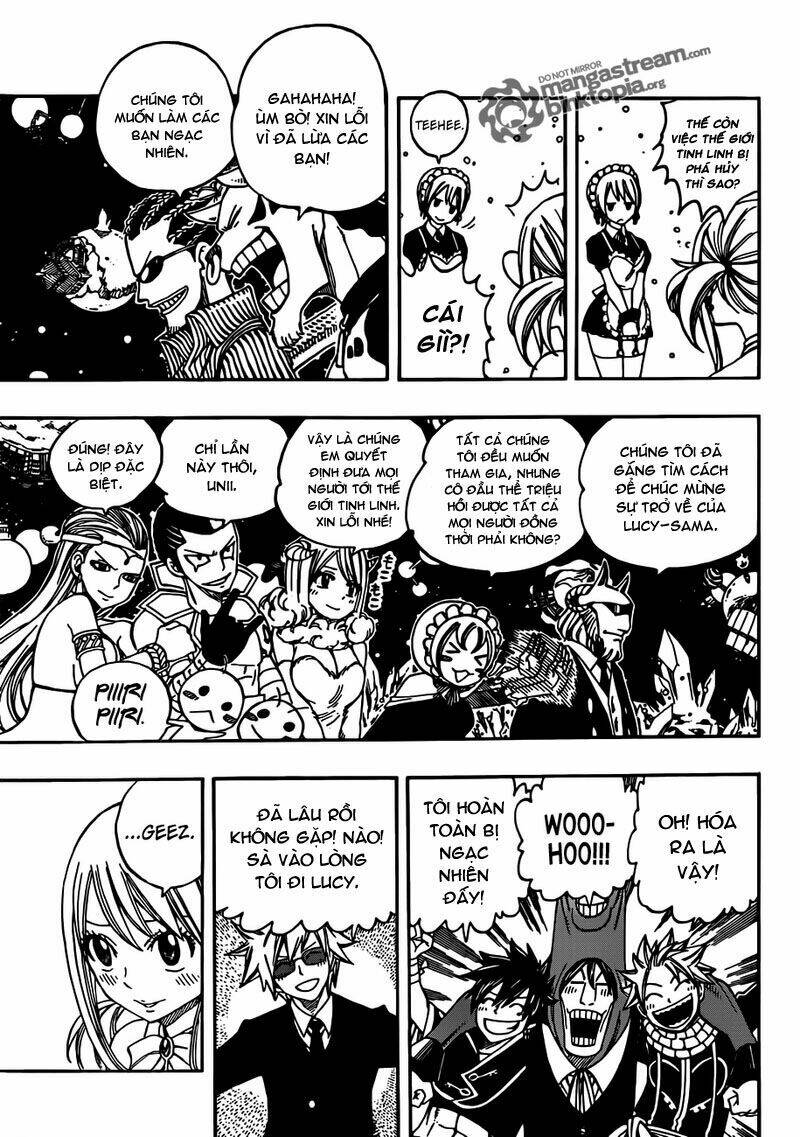 DO NOT MIRROR
mangastream.com
binktopia.org
THẾ CÒN
VIỆC THẾ GIỚI
TINH LINH BỊ
PHÁ HỦY
THÌ SAO?
TEEHEE.
CÁI
GÌÌ?!
GAHAHAHA!
ÙM BÒ! XIN LỖI
VÌ ĐÃ LỪA CÁC
BẠN!
CHÚNG TÔI
MUỐN LÀM CÁC
BẠN NGẠC
NHIÊN.
CHÚNG TÔI ĐÃ
GẮNG TÌM CÁCH
ĐỂ CHÚC MỪNG
SỰ TRỞ VỀ CỦA
LUCY-SAMA.
TẤT CẢ CHÚNG
TÔI ĐỀU MUỐN
THAM GIA, NHƯNG
CÔ ĐẦU THỂ TRIỆU
HỒI ĐƯỢC TẤT CẢ
MỌI NGƯỜI ĐỒNG
THỜI PHẢI KHÔNG?
VẬY LÀ CHÚNG
EM QUYẾT
ĐỊNH ĐƯA MỌI
NGƯỜI TỚI THẾ
GIỚI TINH LINH.
XIN LỖI NHÉ!
CHỈ LẦN
NÀY THÔI,
UNII.
ĐÚNG! ĐÂY
LÀ DỊP ĐẶC
BIỆT.
PIIIRI
PIIRI.
OH! HÓA
RA LÀ
VẬY!
WOOO-
HOO!!!
TÔI HOÀN
TOÀN BỊ
NGẠC
NHIÊN
ĐẤY!
ĐÃ LÂU RỒI
KHÔNG GẶP! NÀO!
SÀ VÀO LÒNG
TÔI ĐI LUCY.
...GEEZ.